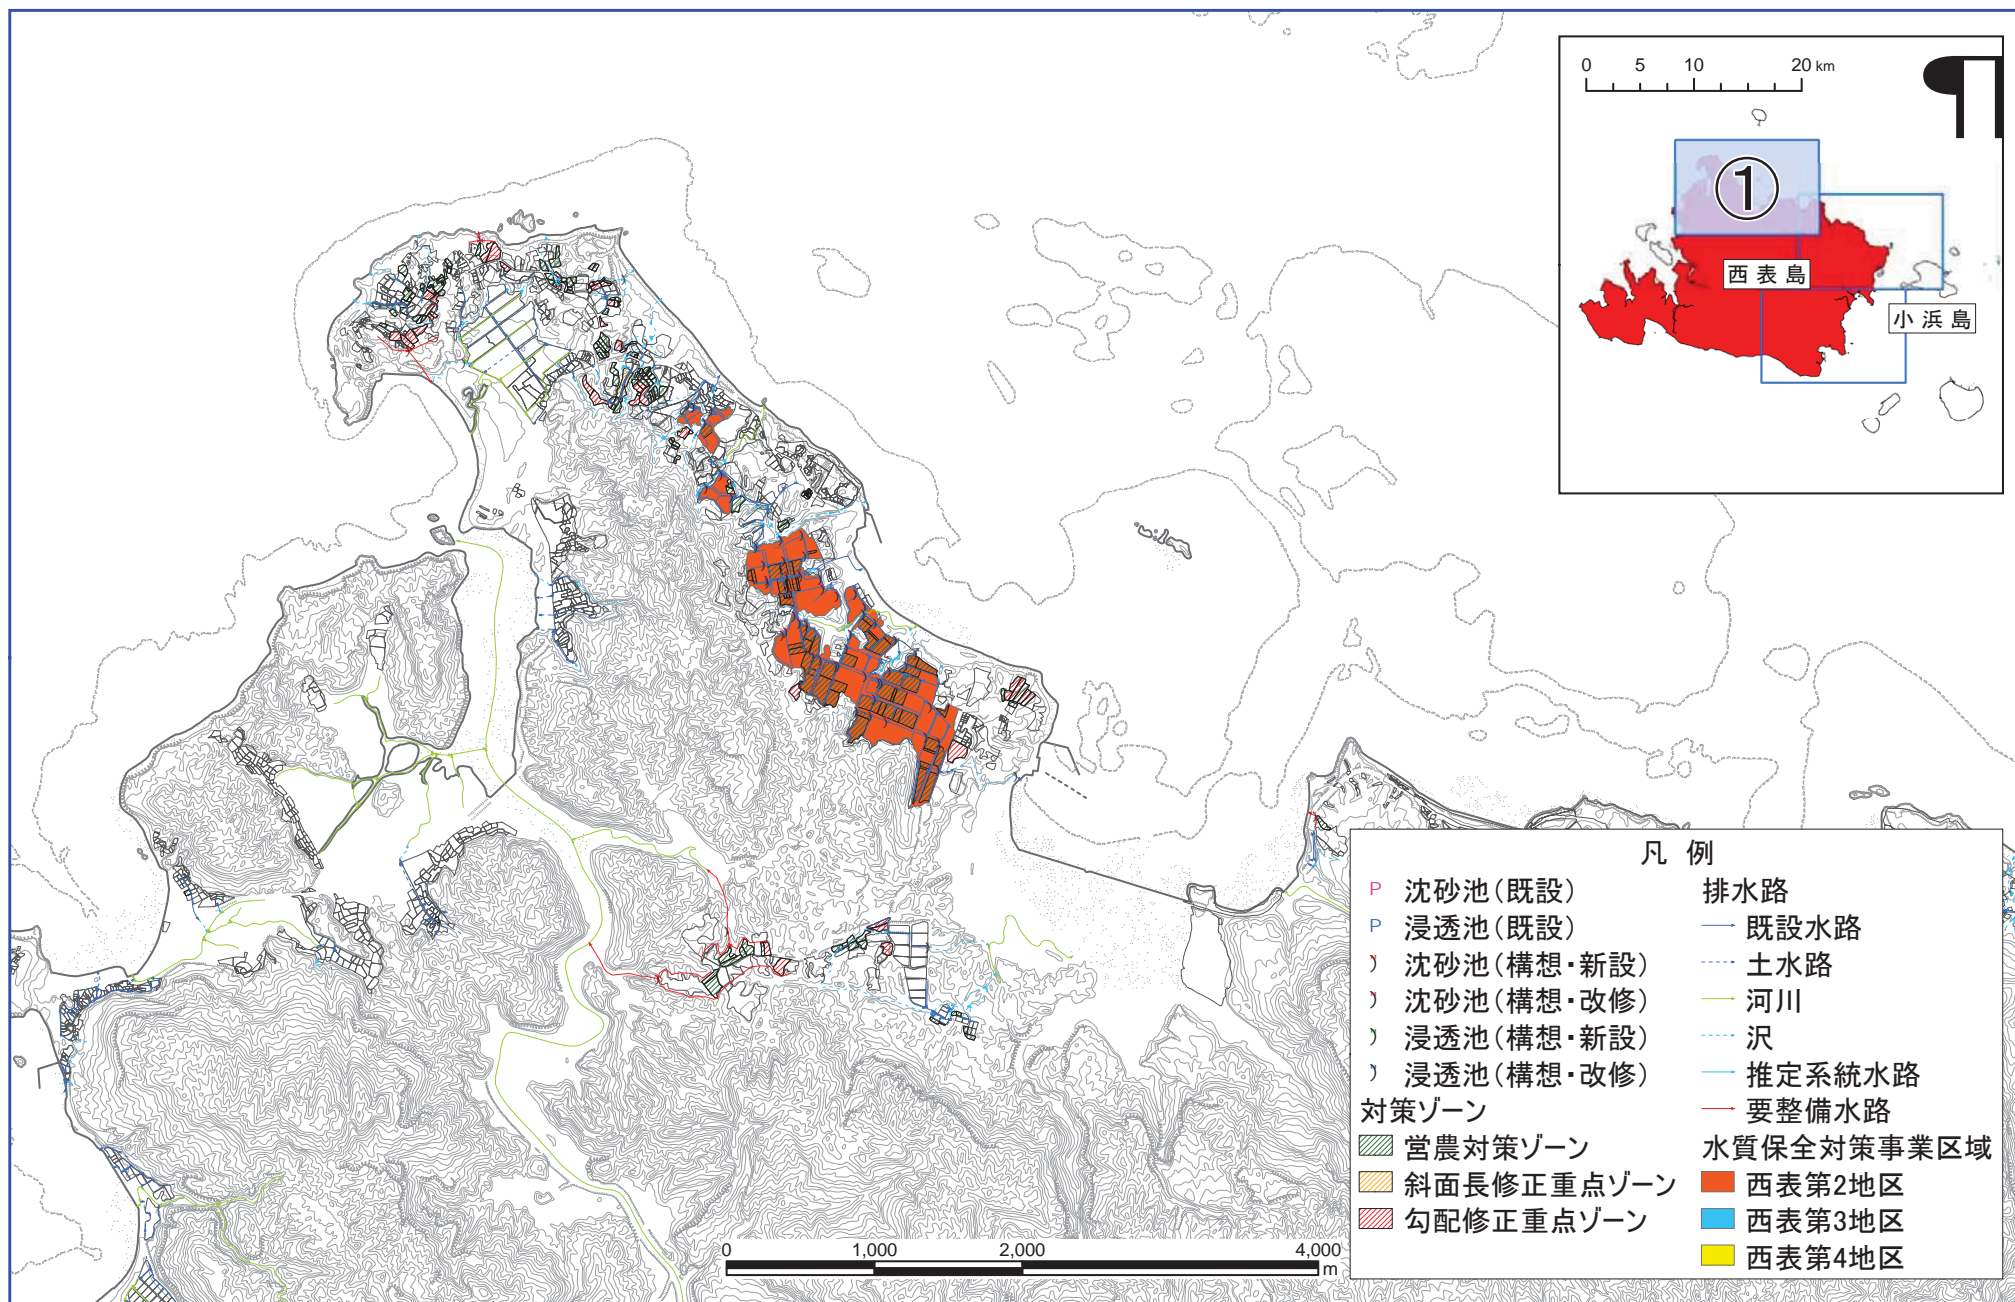 0 5 10 20 km
①
西表島
小浜島
凡 例
P 沈砂池(既設)
P 浸透池(既設)
沈砂池(構想・新設)
沈砂池(構想・改修)
浸透池(構想・新設)
浸透池(構想・改修)
対策ゾーン
営農対策ゾーン
斜面長修正重点ゾーン
勾配修正重点ゾーン
排水路
既設水路
土水路
河川
沢
推定系統水路
要整備水路
水質保全対策事業区域
西表第2地区
西表第3地区
西表第4地区
0 1,000 2,000 4,000
m